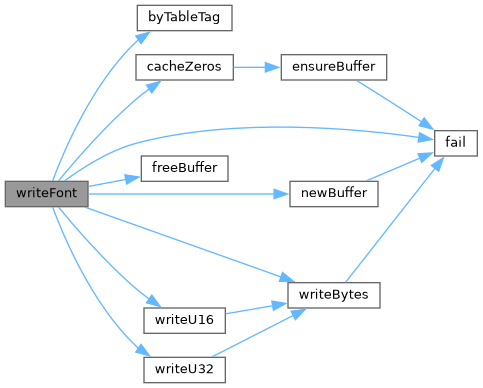 byTableTag
cacheZeros
ensureBuffer
fail
freeBuffer
writeFont
newBuffer
writeBytes
writeU16
writeU32